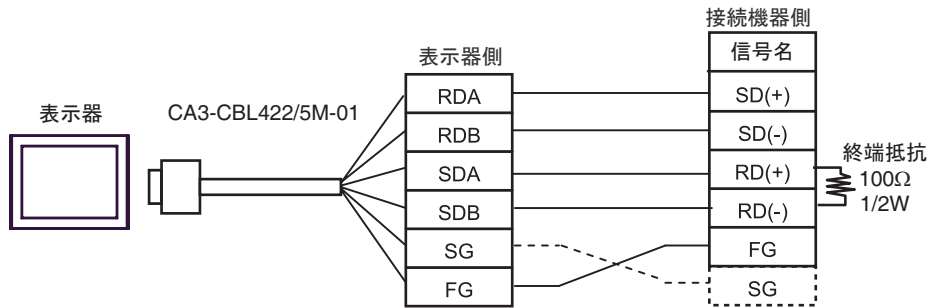 接続機器側
表示器側
信号名
表示器
CA3-CBL422/5M-01
RDA
SD(+)
RDB
SD(-)
SDA
RD(+)
終端抵抗
100Ω
1/2W
SDB
RD(-)
SG
FG
FG
SG